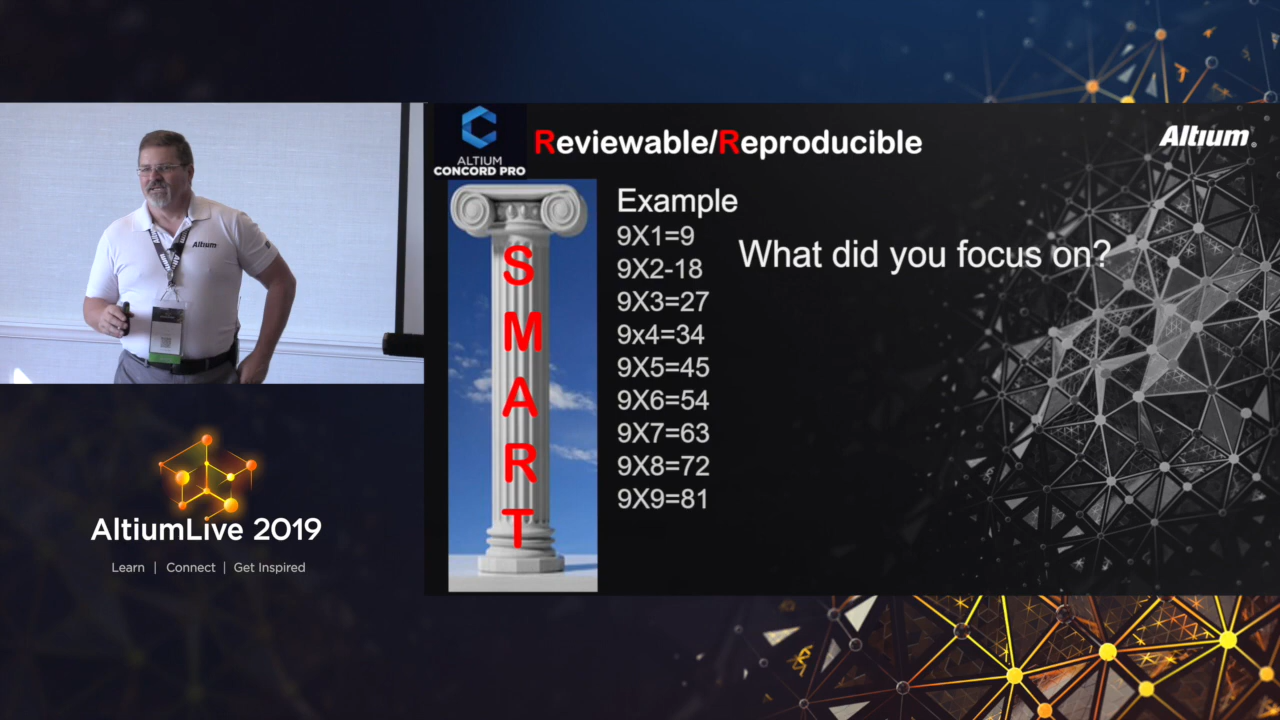 ALTIUM
CONCORD PRO
Reviewable/Reproducible
Altium®
Example
9X1=9
9X2-18
9X3=27
9x4=34
9X5=45
9X6=54
9X7=63
9X8=72
9X9=81
What did you focus on?
S
M
A
R
T
Altium
AltiumLive 2019
Learn | Connect | Get Inspired